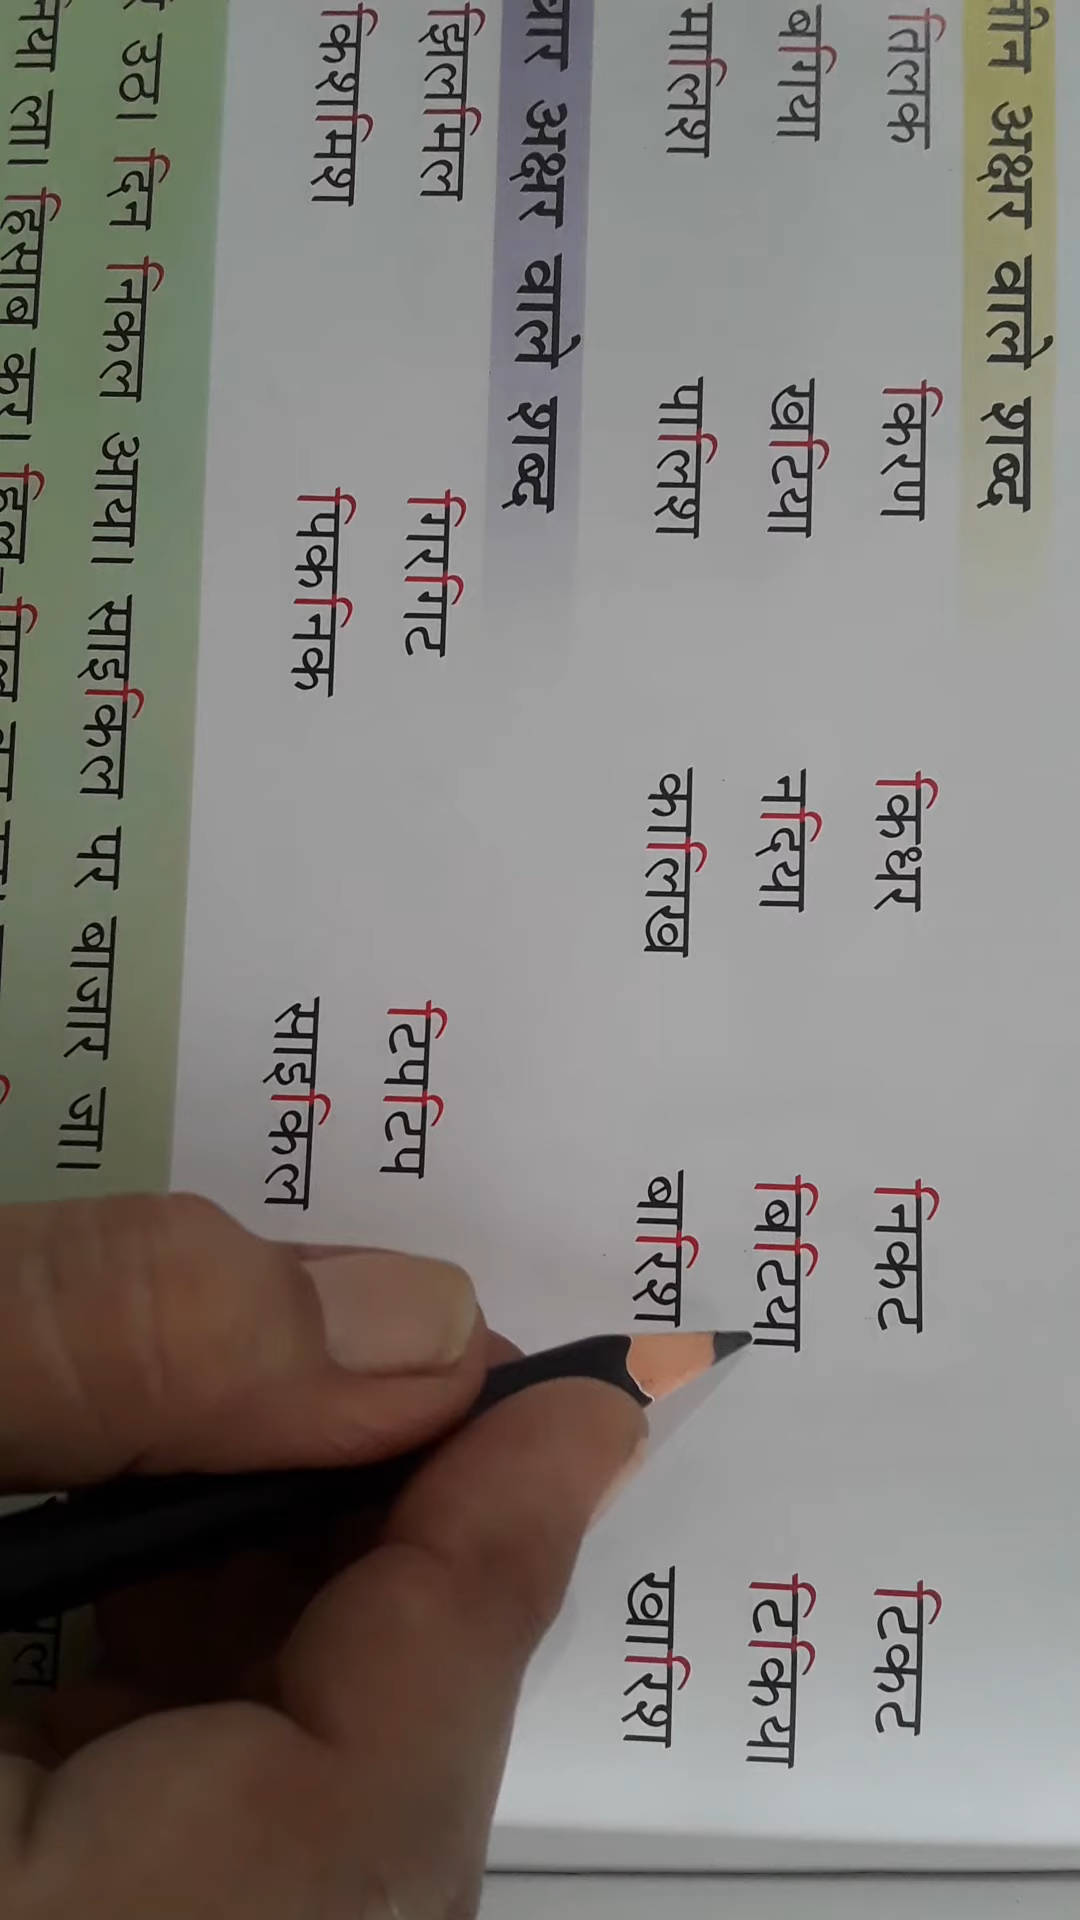 तीन अक्षर वाले शब्द
तिलक किरण किधर निकट टिकट
बगिया खटिया नदिया बिटिया टिकिया
मालिश पालिश कालिख बारिश खारिश
चार अक्षर वाले शब्द
झिलमिल गिरगिट टिपटिप
किशमिश पिकनिक साइकिल
उठ। दिन निकल आया। साइकिल पर बाजार जा।
ला। हिसाब कर।